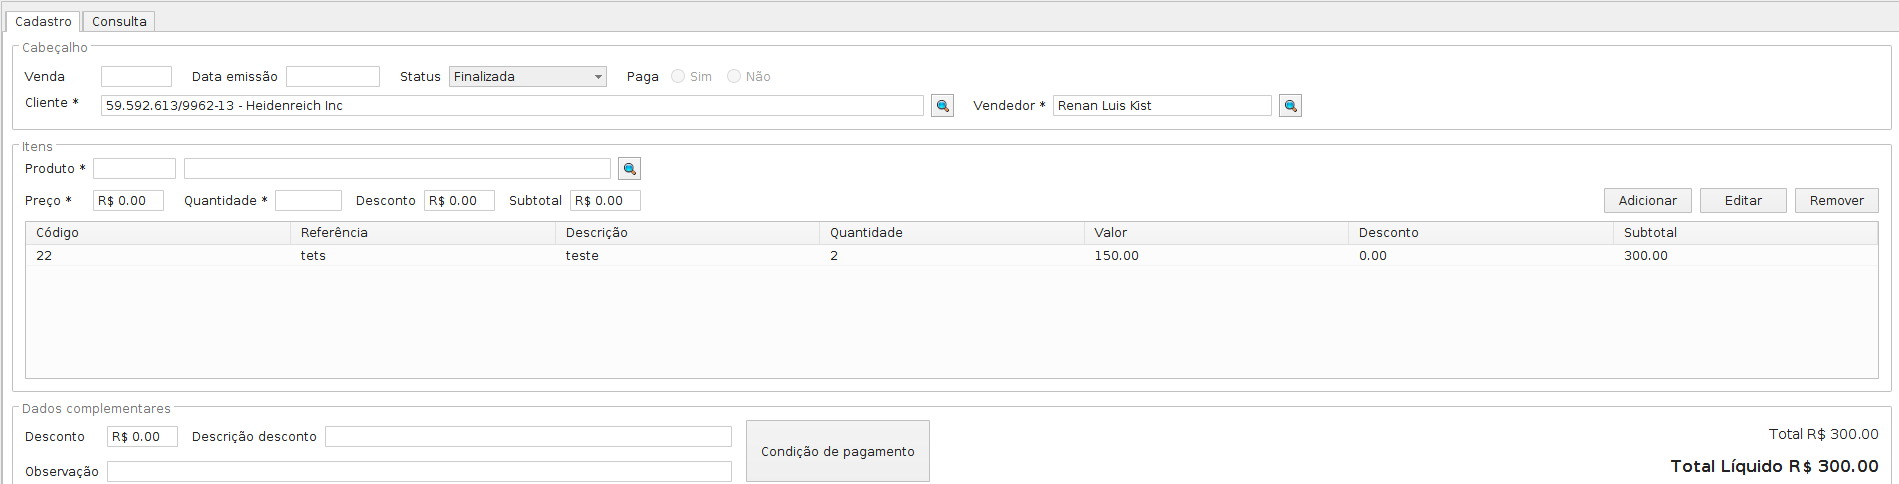 Cadastro Consulta
Cabeçalho
Venda Data emissão Status Finalizada Paga Sim Não
Cliente * 59.592.613/9962-13 - Heidenreich Inc Vendedor * Renan Luis Kist
Itens
Produto *
Preço * R$ 0.00 Quantidade * Desconto R$ 0.00 Subtotal R$ 0.00 Adicionar Editar Remover
Código Referência Descrição Quantidade Valor Desconto Subtotal
22 tets teste 2 150.00 0.00 300.00
Dados complementares
Desconto R$ 0.00 Descrição desconto Condição de pagamento Total R$ 300.00
Observação Total Líquido R$ 300.00